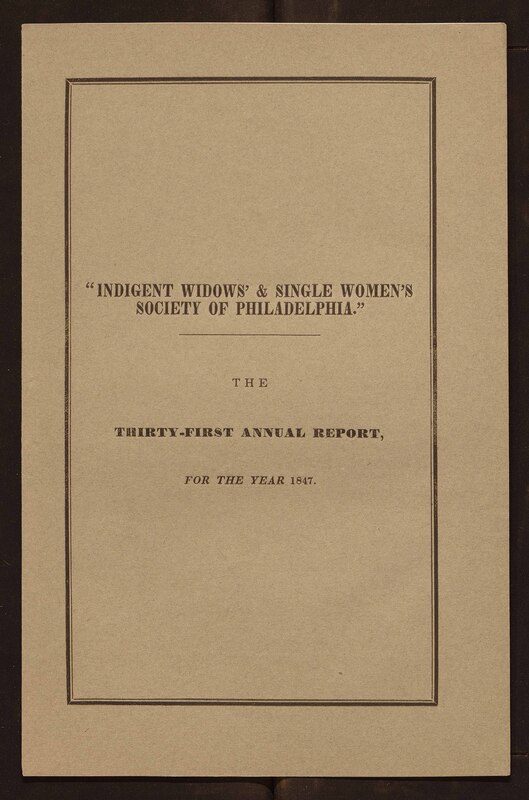 “INDIGENT WIDOWS’ & SINGLE WOMEN’S
SOCIETY OF PHILADELPHIA.”
THE
THIRTY-FIRST ANNUAL REPORT,
FOR THE YEAR 1847.